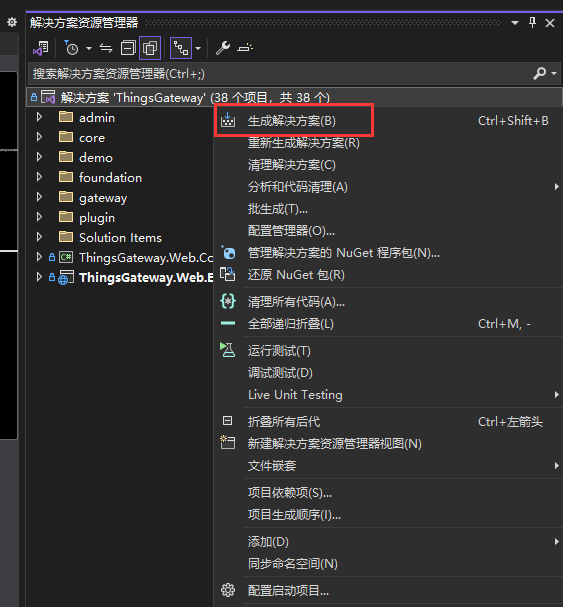 解决方案资源管理器
搜索解决方案资源管理器(Ctrl+;)
解决方案 'ThingsGateway' (38 个项目，共 38 个)
admin
core
demo
foundation
gateway
plugin
Solution Items
ThingsGateway.Web.Co
ThingsGateway.Web.E
生成解决方案(B) Ctrl+Shift+B
重新生成解决方案(R)
清理解决方案(C)
分析和代码清理(A)
批生成(T)...
配置管理器(O)...
管理解决方案的 NuGet 程序包(N)...
还原 NuGet 包(R)
清理所有代码(A)...
全部递归折叠(L) Ctrl+M, -
运行测试(T)
调试测试(D)
Live Unit Testing
折叠所有后代 Ctrl+左箭头
新建解决方案资源管理器视图(N)
文件嵌套
项目依赖项(S)...
项目生成顺序(I)...
添加(D)
同步命名空间(N)
配置启动项目...